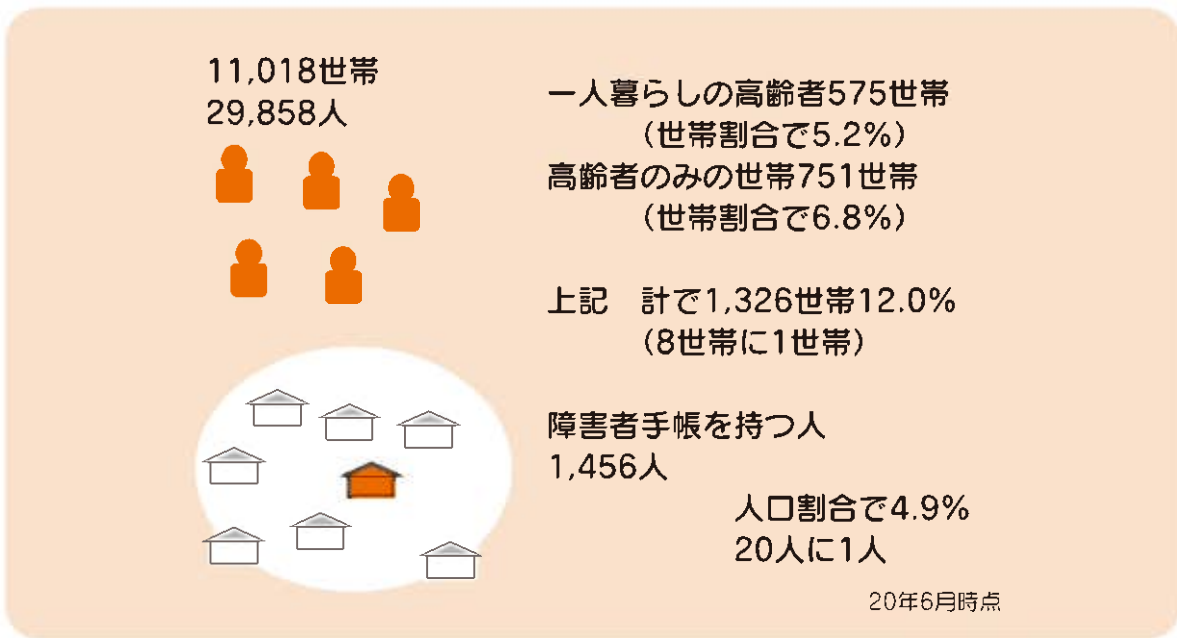 11,018世帯
29,858人
一人暮らしの高齢者575世帯
（世帯割合で5.2%）
高齢者のみの世帯751世帯
（世帯割合で6.8%）
上記　計で1,326世帯12.0%
（8世帯に1世帯）
障害者手帳を持つ人
1,456人
人口割合で4.9%
20人に1人
20年6月時点